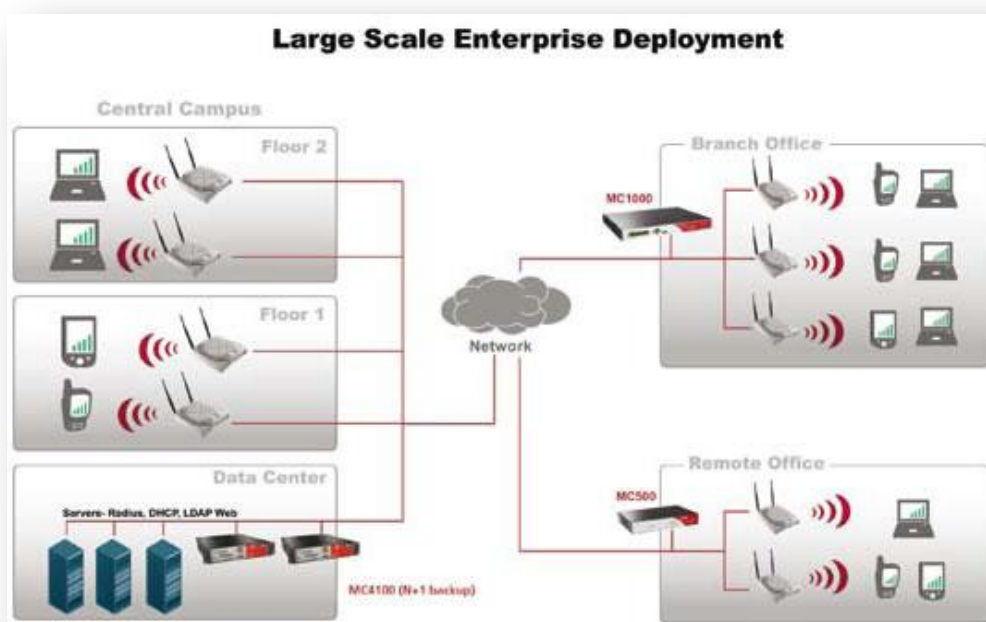 Large Scale Enterprise Deployment
Central Campus
Floor 2
Floor 1
Data Center
Servers- Radius, DHCP, LDAP Web
MC4100 (N+1 backup)
Network
Branch Office
MC1000
Remote Office
MC500